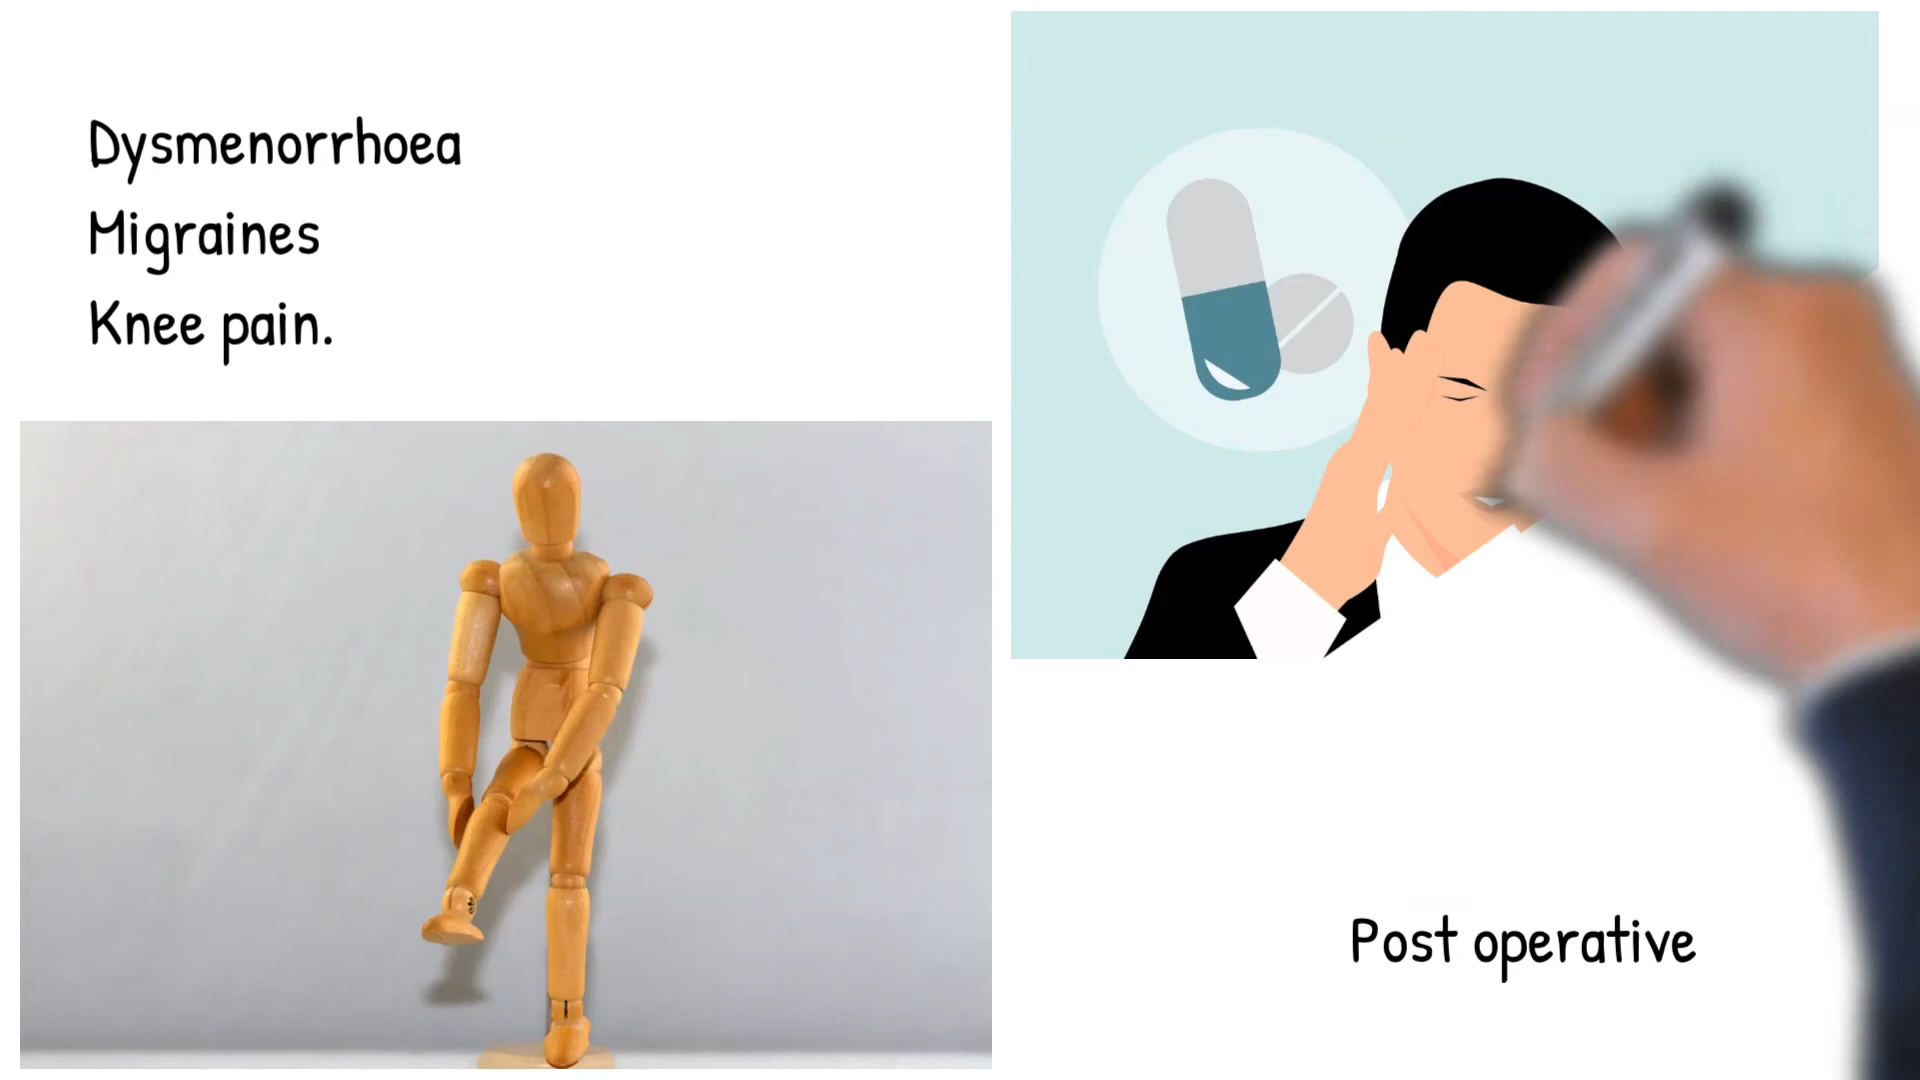 Dysmenorrhoea
Migraines
Knee pain.
Post operative